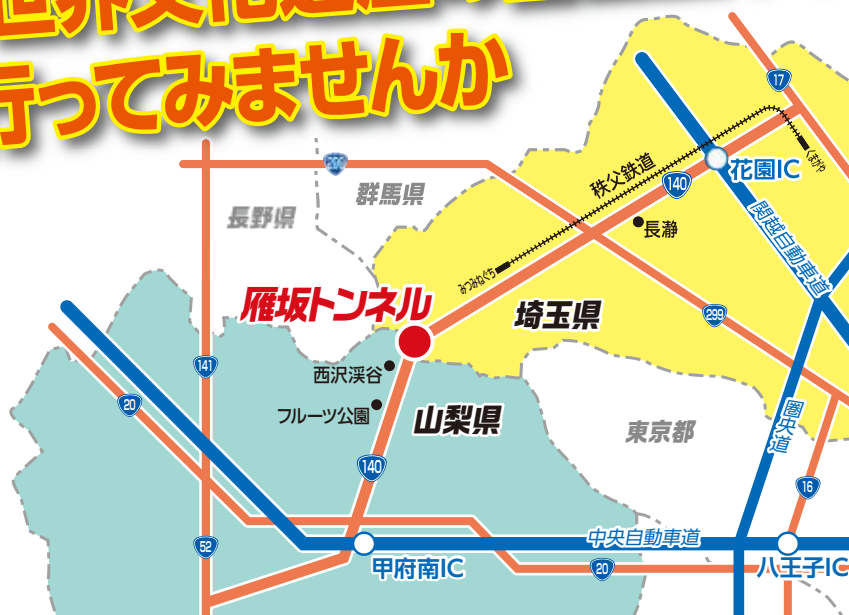 世界文化遺産
行ってみませんか
17
299
群馬県
長野県
秩父鉄道
くまがや
花園IC
140
長瀞
関越自動車道
みつみねぐち
雁坂トンネル
埼玉県
299
141
西沢渓谷
20
フルーツ公園
山梨県
東京都
圏央道
140
16
52
中央自動車道
甲府南IC
20
八王子IC